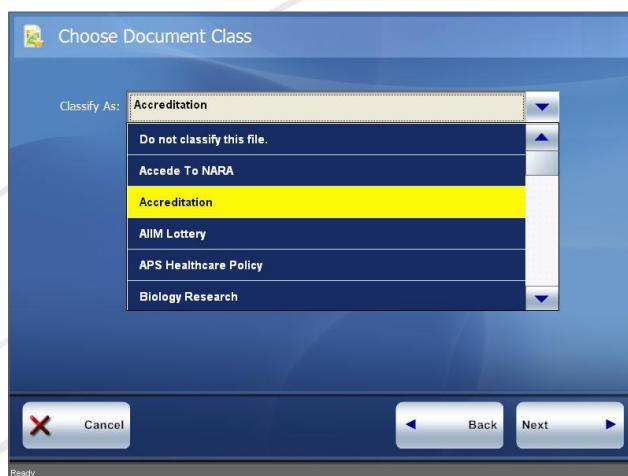 Choose Document Class
Classify As: Accreditation
Do not classify this file.
Accede To NARA
Accreditation
AIIM Lottery
APS Healthcare Policy
Biology Research
Cancel Back Next
Ready